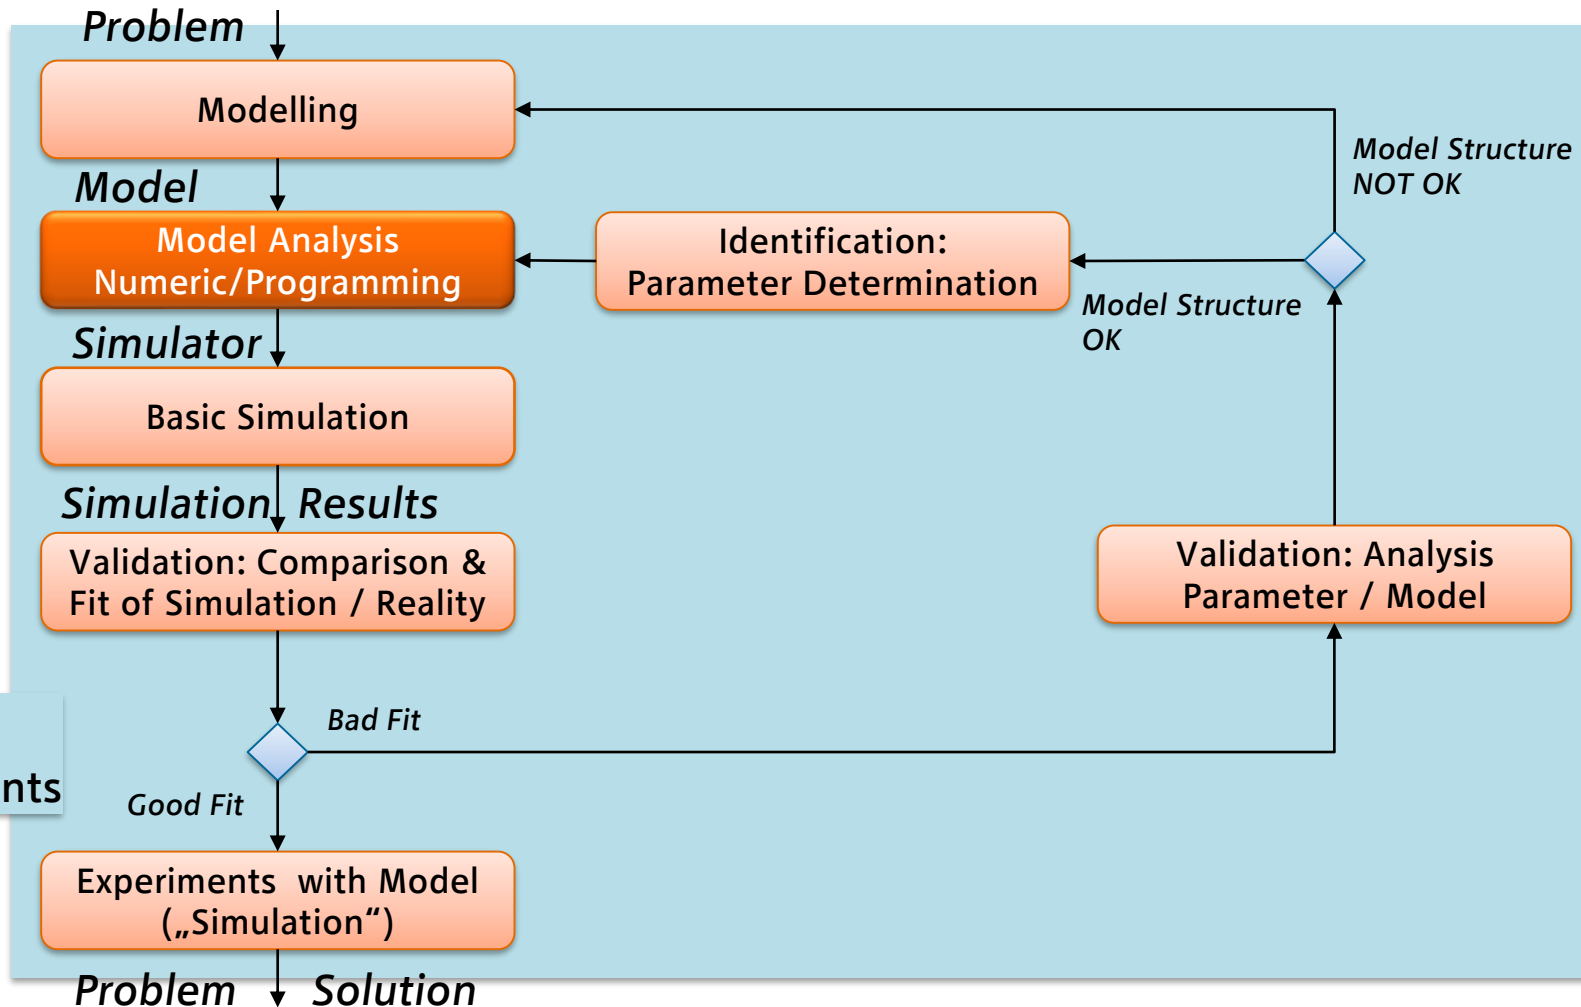 Problem
Modelling
Model Structure
NOT OK
Model
Model Analysis
Numeric/Programming
Identification:
Parameter Determination
Model Structure
OK
Simulator
Basic Simulation
Simulation Results
Validation: Comparison &
Fit of Simulation / Reality
Validation: Analysis
Parameter / Model
Bad Fit
nts
Good Fit
Experiments with Model
(„Simulation“)
Problem Solution